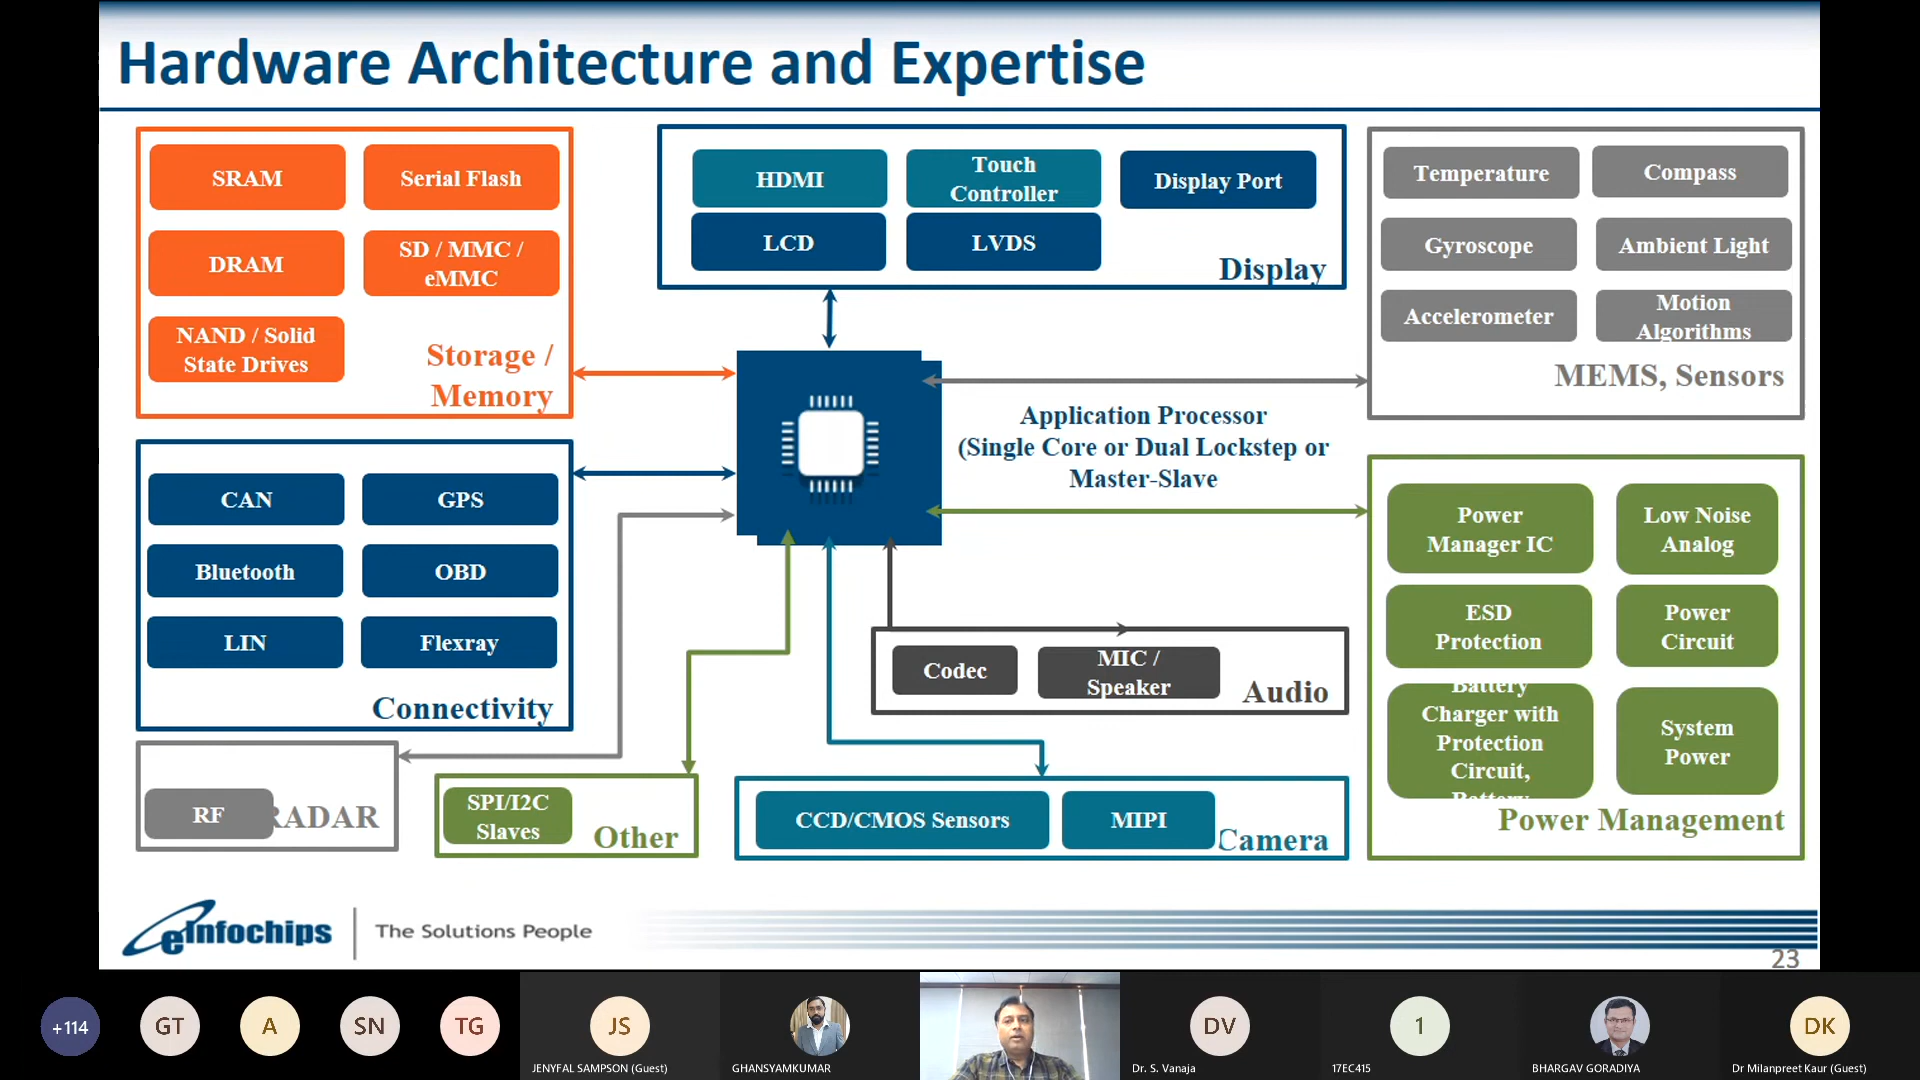 Hardware Architecture and Expertise
SRAM
Serial Flash
DRAM
SD / MMC /
eMMC
NAND / Solid
State Drives
Storage /
Memory
HDMI
Touch
Controller
Display Port
LCD
LVDS
Display
Temperature
Compass
Gyroscope
Ambient Light
Accelerometer
Motion
Algorithms
MEMS, Sensors
Application Processor
(Single Core or Dual Lockstep or
Master-Slave
CAN
GPS
Bluetooth
OBD
LIN
Flexray
Connectivity
Power
Manager IC
Low Noise
Analog
ESD
Protection
Power
Circuit
Battery
Charger with
Protection
Circuit,
Battery
System
Power
Power Management
Codec
MIC /
Speaker
Audio
RF
RADAR
SPI/I2C
Slaves
Other
CCD/CMOS Sensors
MIPI
Camera
eInfochips
The Solutions People
23
+114
GT
A
SN
TG
JS
JENYFAL SAMPSON (Guest)
GHANSYAMKUMAR
DV
Dr. S. Vanaja
1
17EC415
BHARGAV GORADIYA
DK
Dr Milanpreet Kaur (Guest)